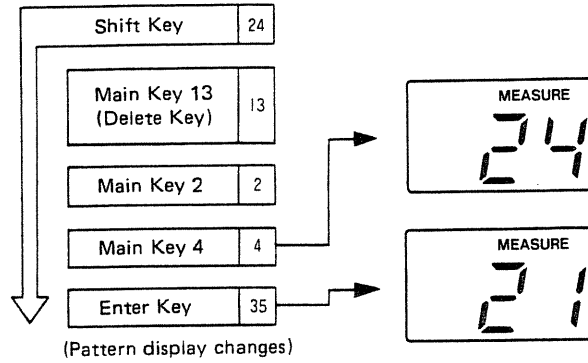 Shift Key 24
Main Key 13
(Delete Key) 13
Main Key 2 2
Main Key 4 4
MEASURE
24
Enter Key 35
MEASURE
21
(Pattern display changes)